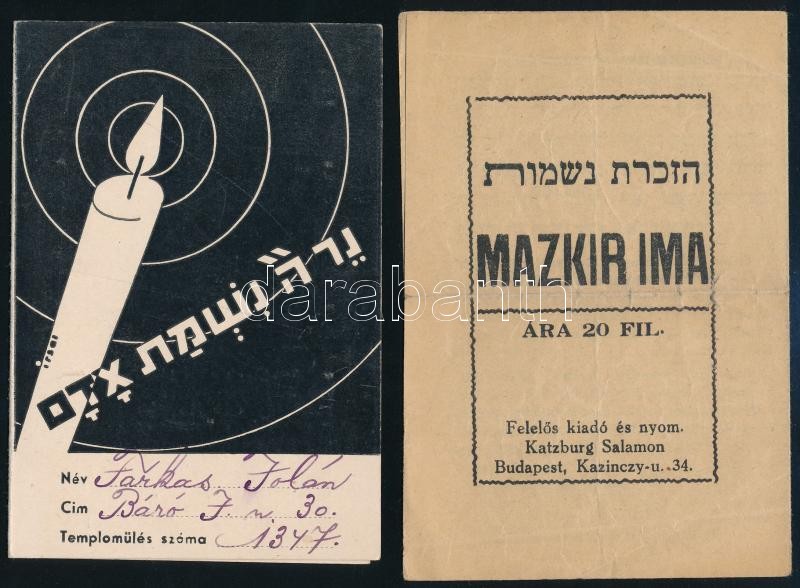 נֵר ה' נִשְׁמַת אָדָם
Név Farkas Jolán
Cim Báró J. u. 30.
Templomülés száma 1347.
הזכרת נשמות
MAZKIR IMA
ÁRA 20 FIL.
Felelős kiadó és nyom.
Katzburg Salamon
Budapest, Kazinczy-u. 34.
darabanth